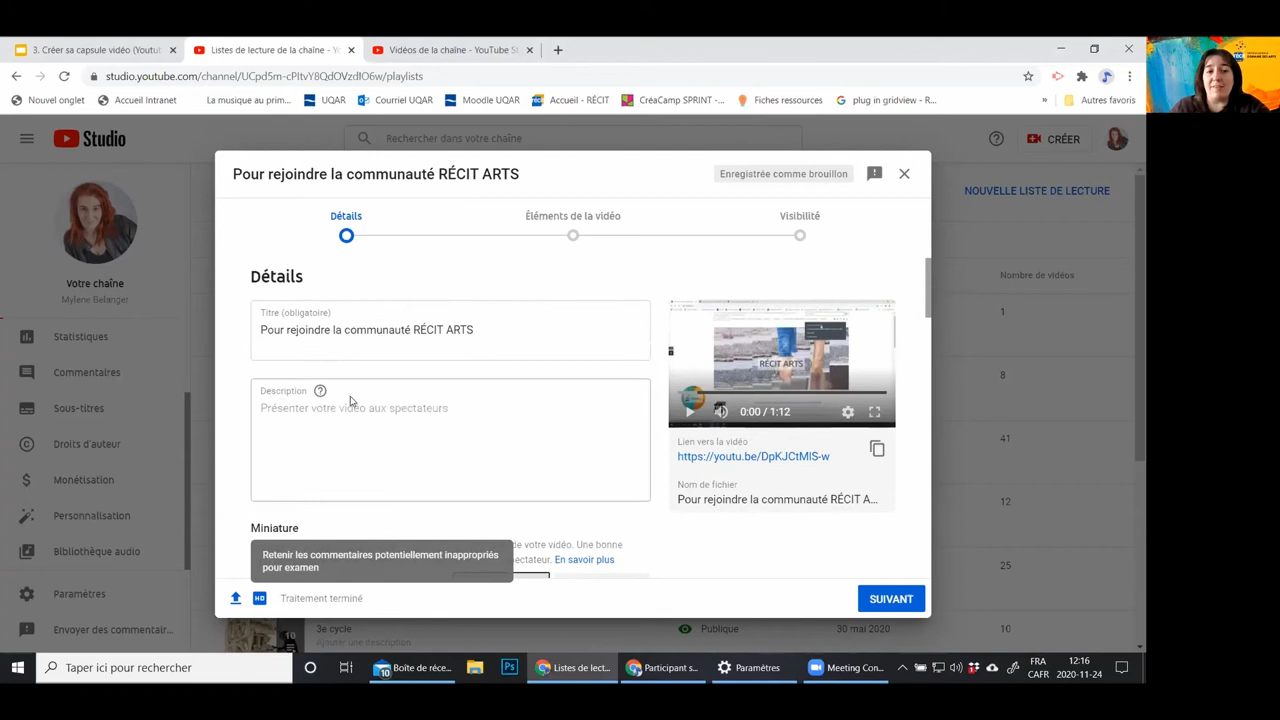 3. Créer sa capsule vidéo (Youtu
Listes de lecture de la chaîne - Yo
Vidéos de la chaîne - YouTube St
studio.youtube.com/channel/UCpd5m-cPItvY8QdOVzdIO6w/playlists
Nouvel onglet
Accueil Intranet
La musique au prim...
UQAR
Courriel UQAR
Moodle UQAR
Accueil - RÉCIT
CréaCamp SPRINT -...
Fiches ressources
plug in gridview - R...
»
Autres favoris
Studio
Rechercher dans votre chaîne
CRÉER
Pour rejoindre la communauté RÉCIT ARTS
Enregistrée comme brouillon
NOUVELLE LISTE DE LECTURE
Détails
Éléments de la vidéo
Visibilité
Votre chaîne
Mylene Belanger
Statistiques
Commentaires
Sous-titres
Droits d'auteur
Monétisation
Personnalisation
Bibliothèque audio
Paramètres
Envoyer des commentair...
Détails
Titre (obligatoire)
Pour rejoindre la communauté RÉCIT ARTS
Description
Présenter votre vidéo aux spectateurs
RÉCIT ARTS
0:00 / 1:12
Lien vers la vidéo
https://youtu.be/DpKJCtMlS-w
Nom de fichier
Pour rejoindre la communauté RÉCIT A...
Miniature
de votre vidéo. Une bonne
spectateur. En savoir plus
Retenir les commentaires potentiellement inappropriés
pour examen
HD
Traitement terminé
SUIVANT
Nombre de vidéos
1
8
41
12
25
10
3e cycle
Ajouter une description
10
Publique
30 mai 2020
Taper ici pour rechercher
10
Boîte de réce...
Ps
Listes de lect...
Participant s...
Paramètres
Meeting Con...
FRA
CAFR
12:16
2020-11-24